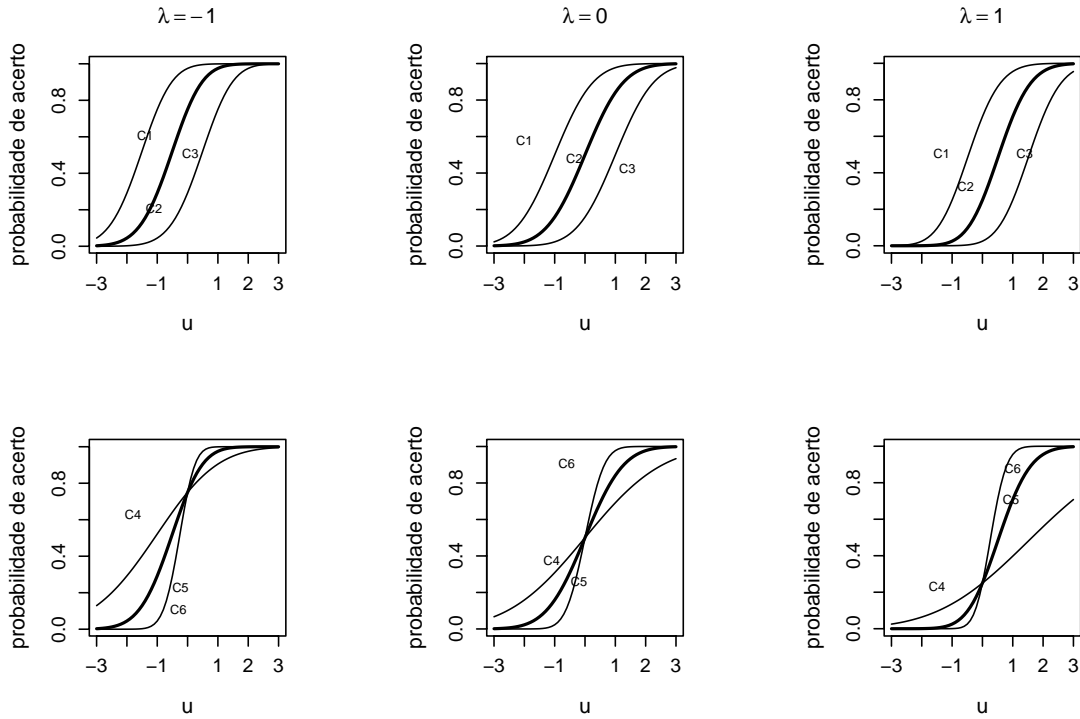 λ = −1
λ = 0
λ = 1
probabilidade de acerto
0.0 0.4 0.8
C1
C2
C3
−3 −1 1 2 3
u
probabilidade de acerto
0.0 0.4 0.8
C1
C2
C3
−3 −1 1 2 3
u
probabilidade de acerto
0.0 0.4 0.8
C1
C2
C3
−3 −1 1 2 3
u
probabilidade de acerto
0.0 0.4 0.8
C4
C5
C6
−3 −1 1 2 3
u
probabilidade de acerto
0.0 0.4 0.8
C6
C4
C5
−3 −1 1 2 3
u
probabilidade de acerto
0.0 0.4 0.8
C6
C5
C4
−3 −1 1 2 3
u